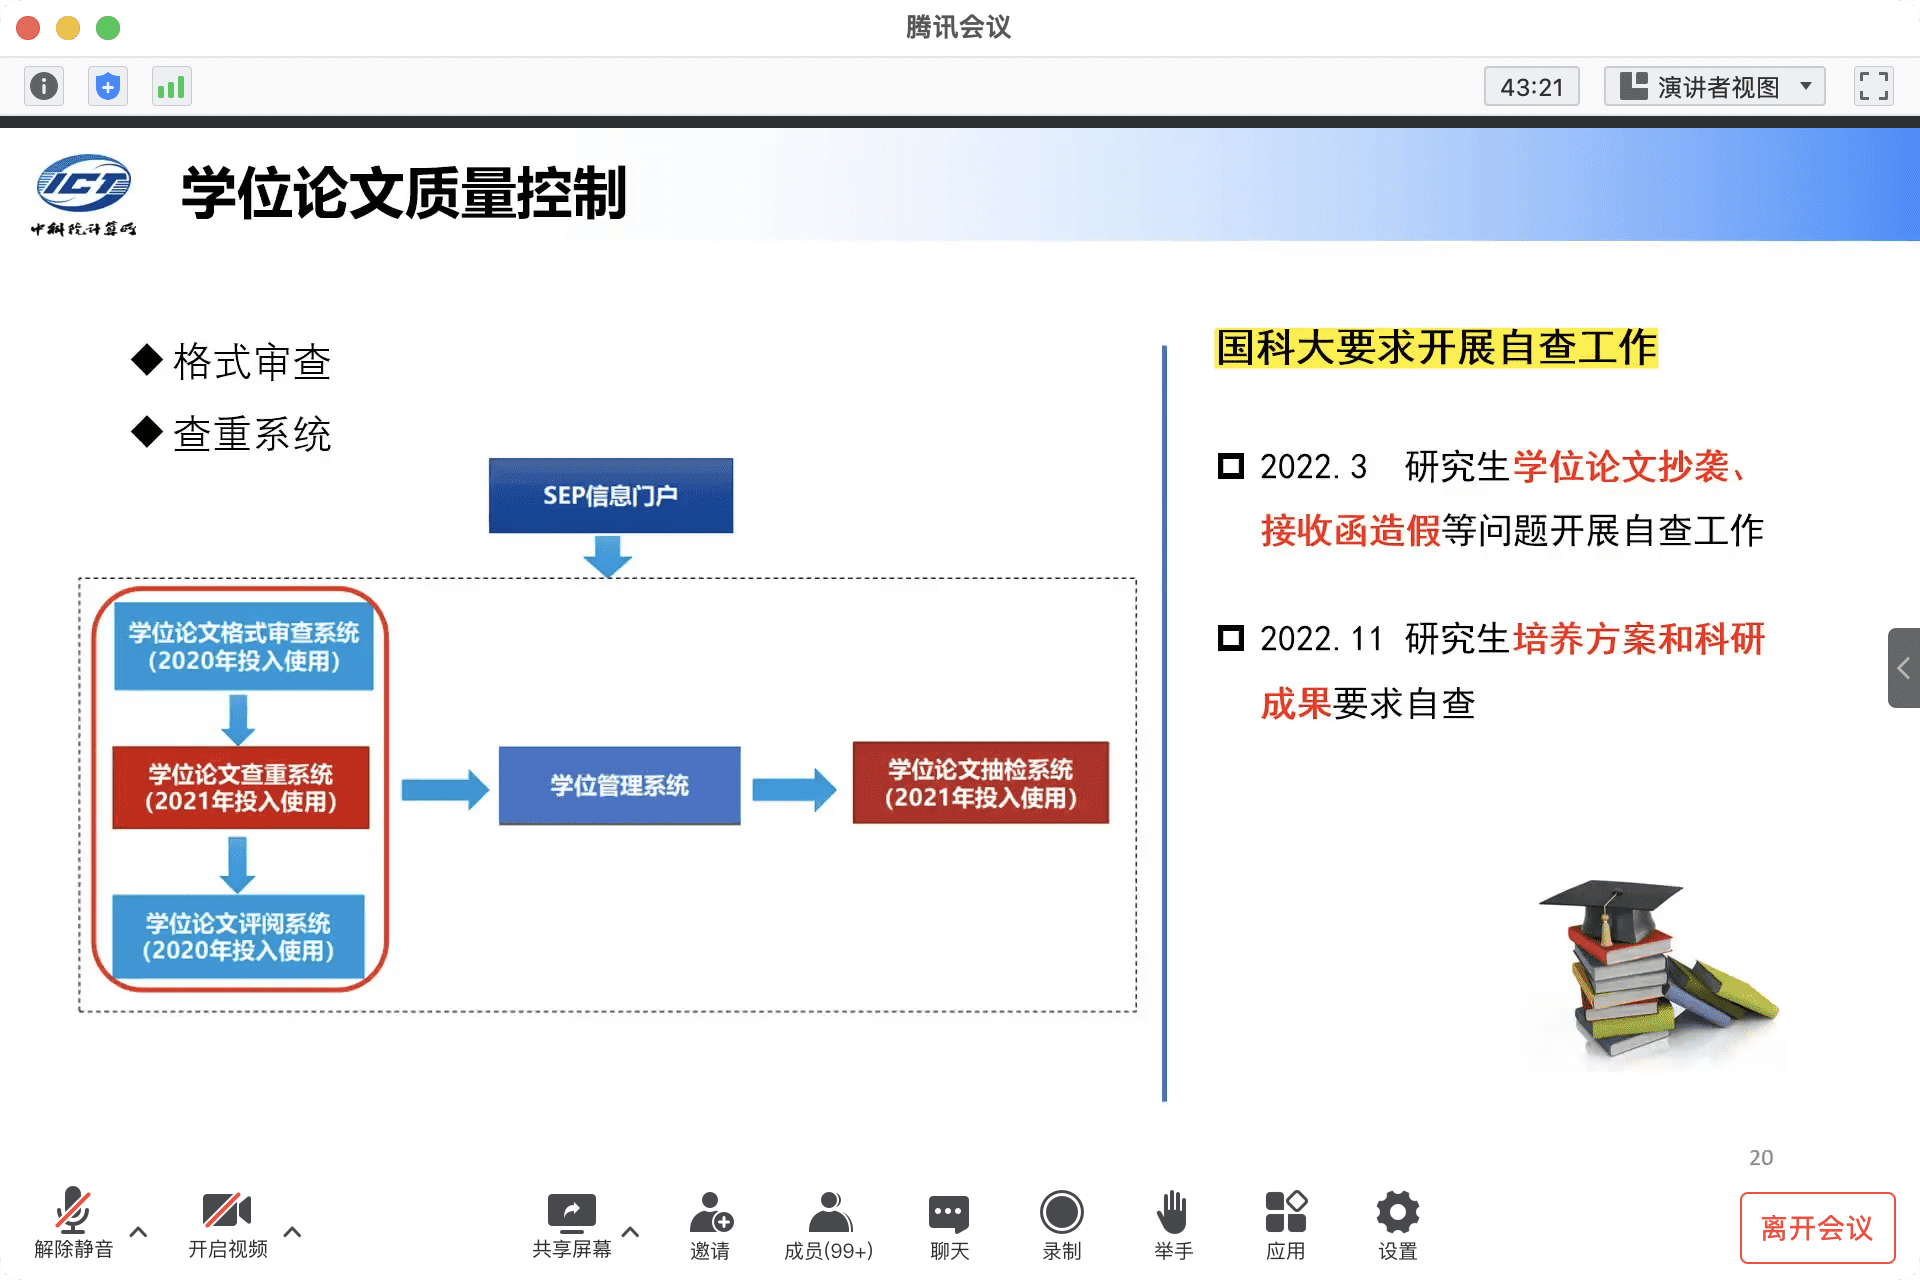 腾讯会议
43:21
演讲者视图
ICT
中科院计算所
学位论文质量控制
◆格式审查
◆查重系统
SEP信息门户
学位论文格式审查系统
(2020年投入使用)
学位论文查重系统
(2021年投入使用)
学位论文评阅系统
(2020年投入使用)
学位管理系统
学位论文抽检系统
(2021年投入使用)
国科大要求开展自查工作
2022.3 研究生学位论文抄袭、
接收函造假等问题开展自查工作
2022.11 研究生培养方案和科研
成果要求自查
20
解除静音
开启视频
共享屏幕
邀请
成员(99+)
聊天
录制
举手
应用
设置
离开会议